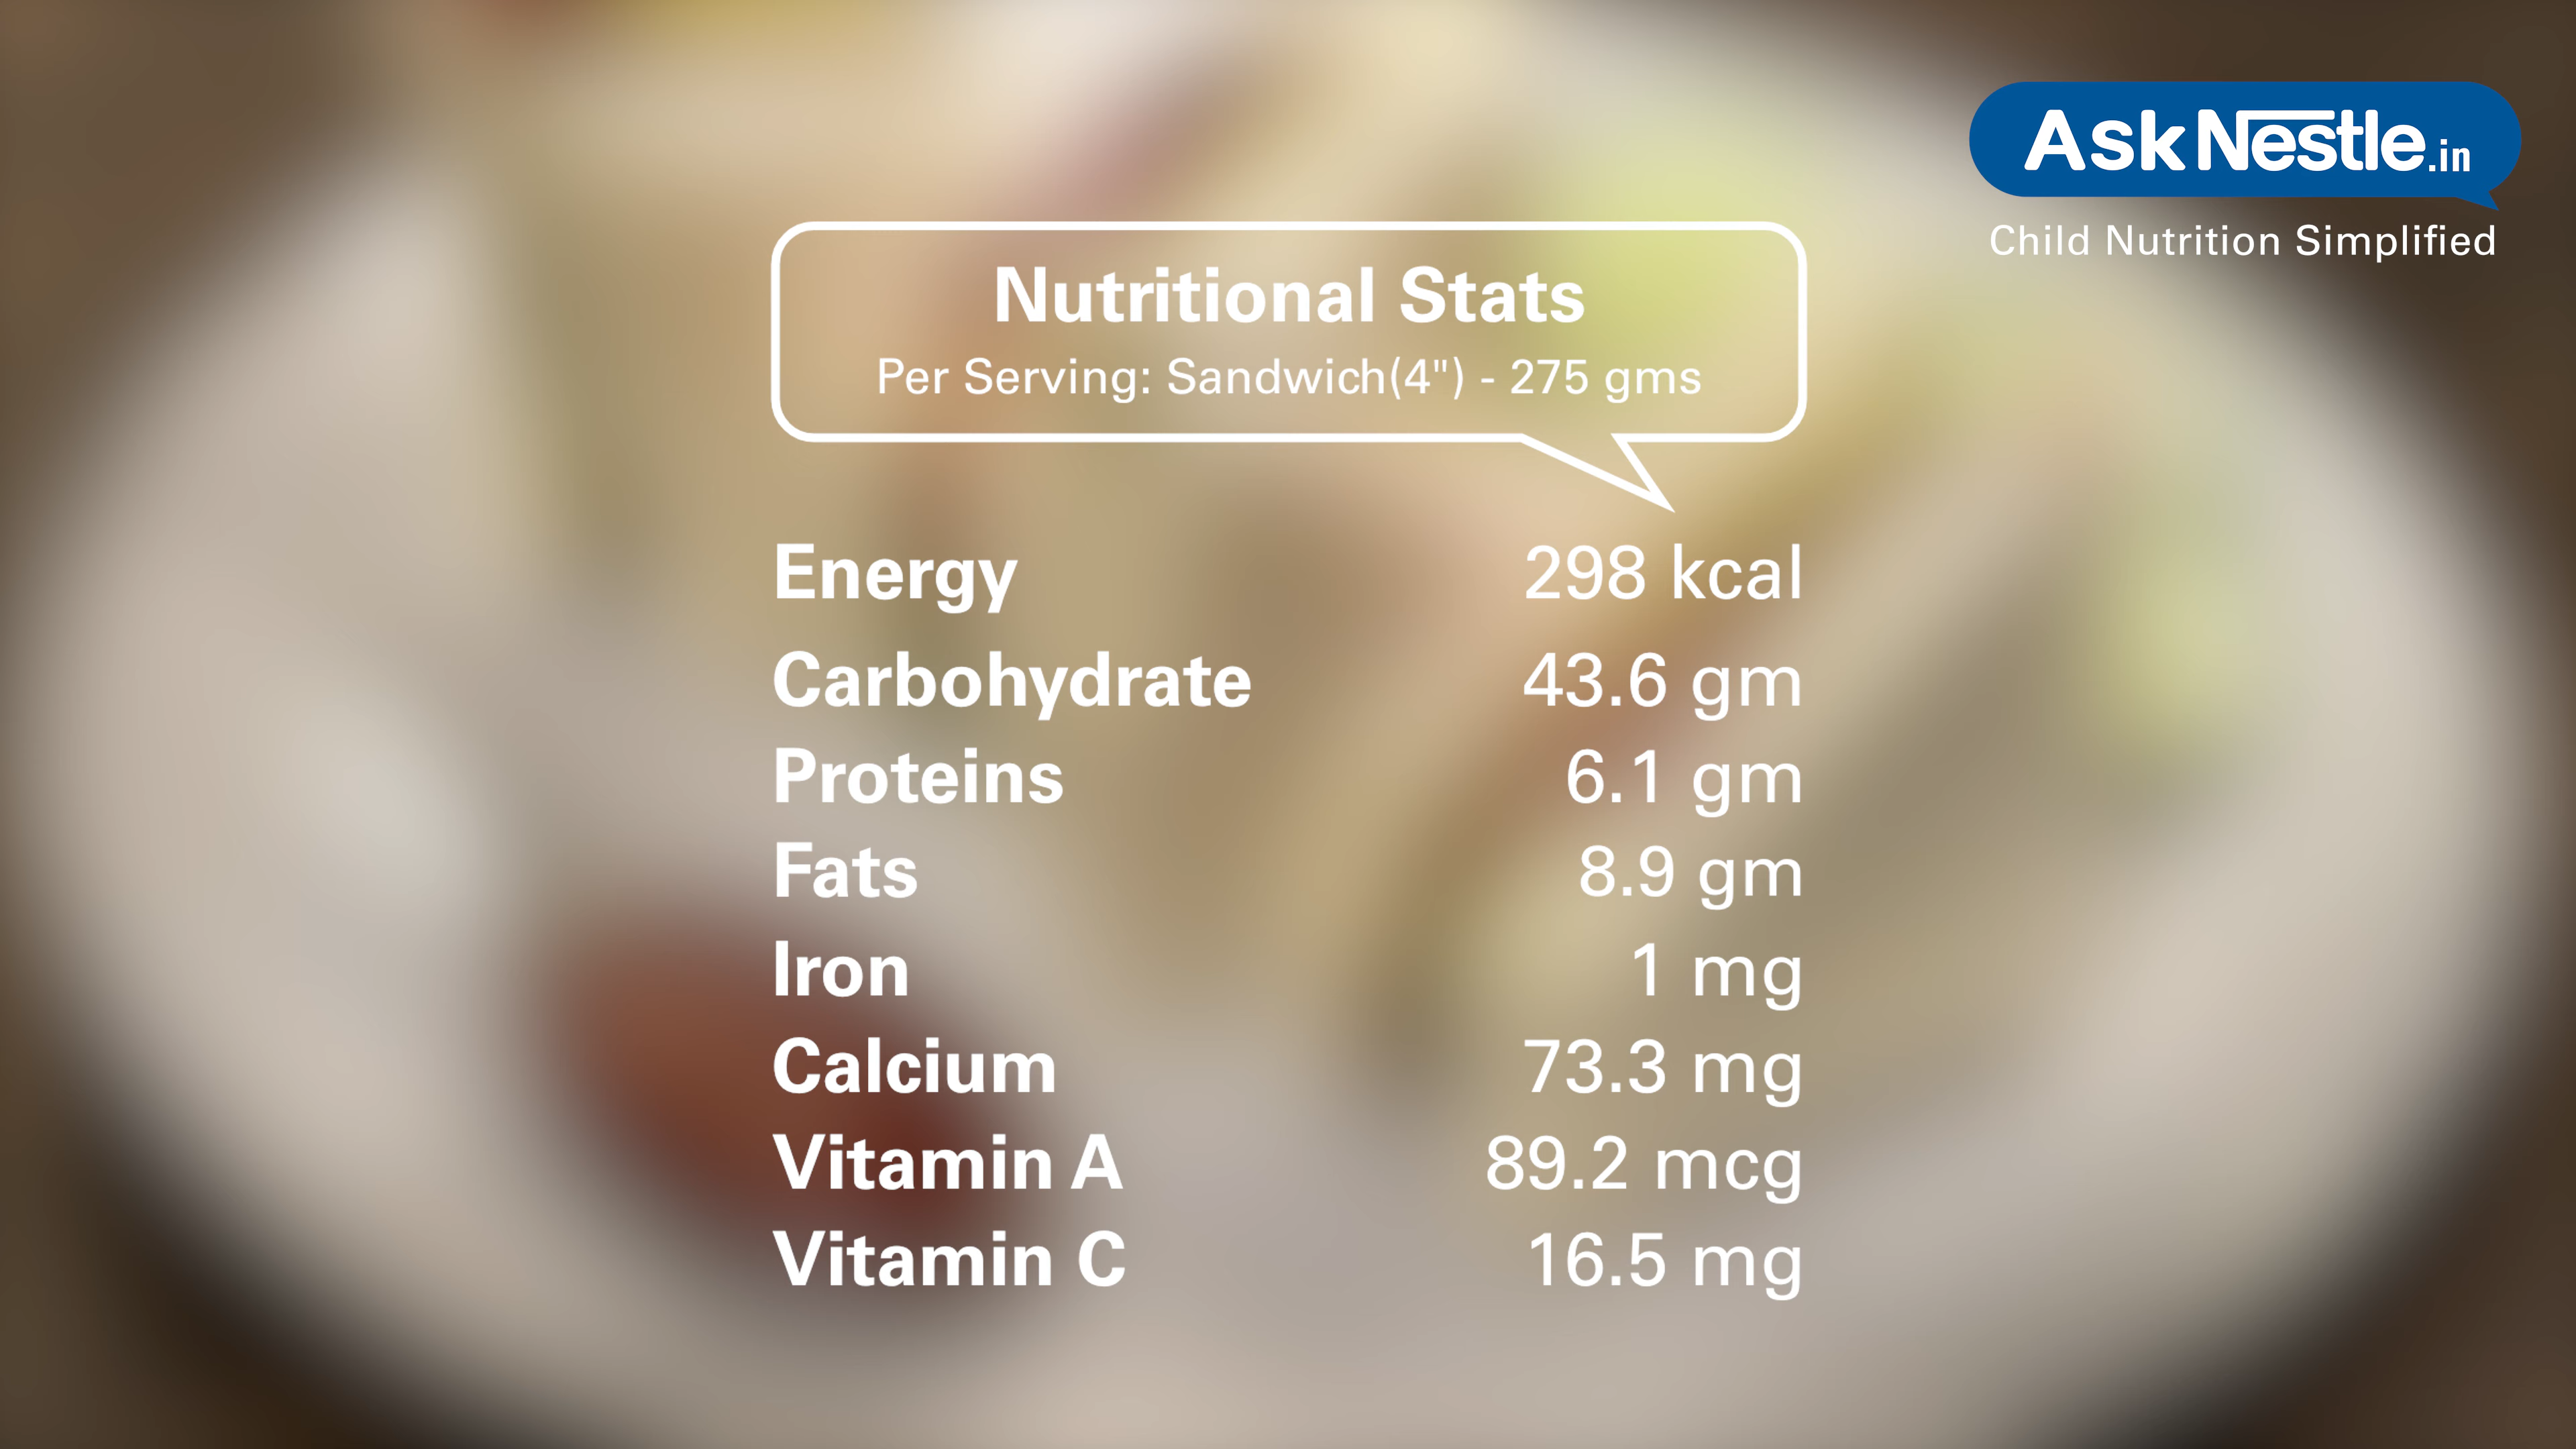 AskNestle.in
Child Nutrition Simplified
Nutritional Stats
Per Serving: Sandwich(4") - 275 gms
Energy 298 kcal
Carbohydrate 43.6 gm
Proteins 6.1 gm
Fats 8.9 gm
Iron 1 mg
Calcium 73.3 mg
Vitamin A 89.2 mcg
Vitamin C 16.5 mg